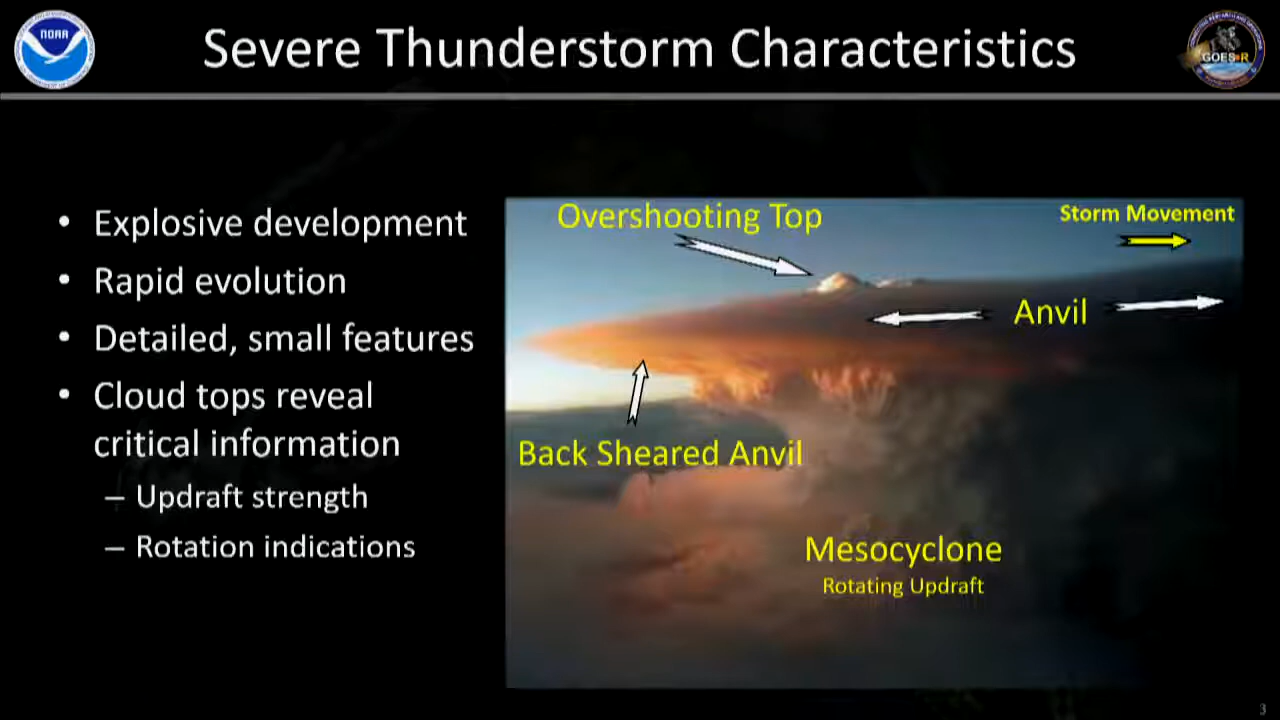 NOAA
Severe Thunderstorm Characteristics
GOES-R
• Explosive development
• Rapid evolution
• Detailed, small features
• Cloud tops reveal
critical information
– Updraft strength
– Rotation indications
Overshooting Top
Storm Movement
Anvil
Back Sheared Anvil
Mesocyclone
Rotating Updraft
3